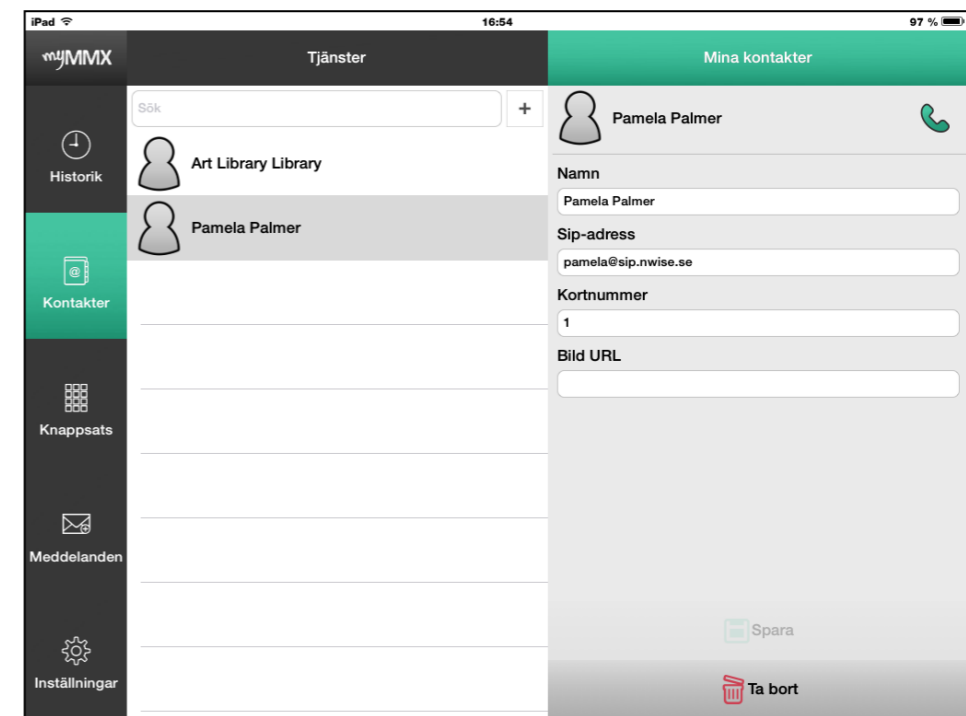 iPad 16:54 97 %
myMMX
Tjänster
Mina kontakter
Historik
Kontakter
Knappsats
Meddelanden
Inställningar
Sök +
Art Library Library
Pamela Palmer
Pamela Palmer
Namn
Pamela Palmer
Sip-adress
pamela@sip.nwise.se
Kortnummer
1
Bild URL
Spara
Ta bort